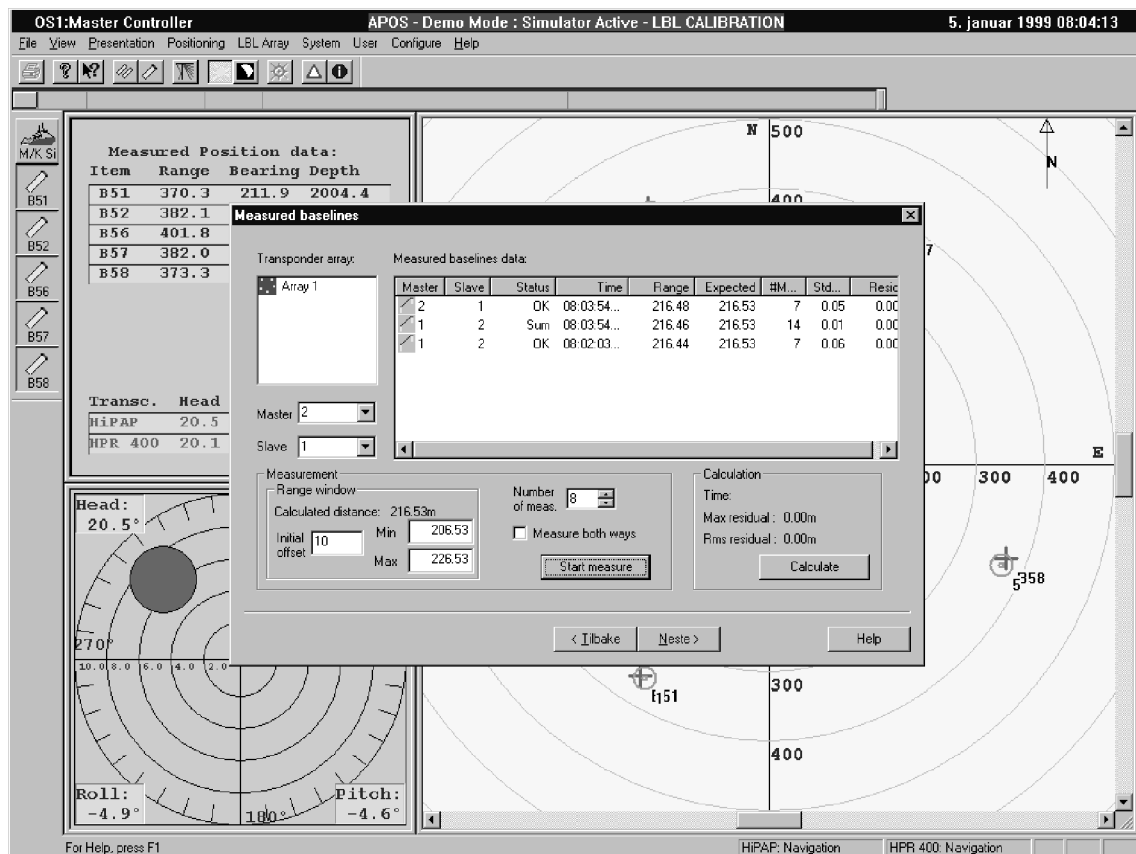 OS1:Master Controller APOS - Demo Mode : Simulator Active - LBL CALIBRATION 5. januar 1999 08:04:13
File View Presentation Positioning LBL Array System User Configure Help
M/K Si
B51
B52
B56
B57
B58
Measured Position data:
Item Range Bearing Depth
B51 370.3 211.9 2004.4
B52 382.1
B56 401.8
B57 382.0
B58 373.3
Transc. Head
HiPAP 20.5
HPR 400 20.1
N 500
N
400
7
E
00 300 400
5 358
151
300
400
Measured baselines
Transponder array:
Array 1
Measured baselines data:
Master Slave Status Time Range Expected #M... Std... Resic
2 1 OK 08:03:54... 216.48 216.53 7 0.05 0.00
1 2 Sum 08:03:54... 216.46 216.53 14 0.01 0.00
1 2 OK 08:02:03... 216.44 216.53 7 0.06 0.00
Master 2
Slave 1
Measurement
Range window
Calculated distance: 216.53m
Initial offset 10
Min 206.53
Max 226.53
Number of meas. 8
Measure both ways
Start measure
Calculation
Time:
Max residual : 0.00m
Rms residual : 0.00m
Calculate
< Tilbake Neste > Help
Head:
20.5°
270°
10.0 8.0 6.0 4.0 2.0
Roll:
-4.9°
180°
Pitch:
-4.6°
For Help, press F1 HiPAP: Navigation HPR 400: Navigation